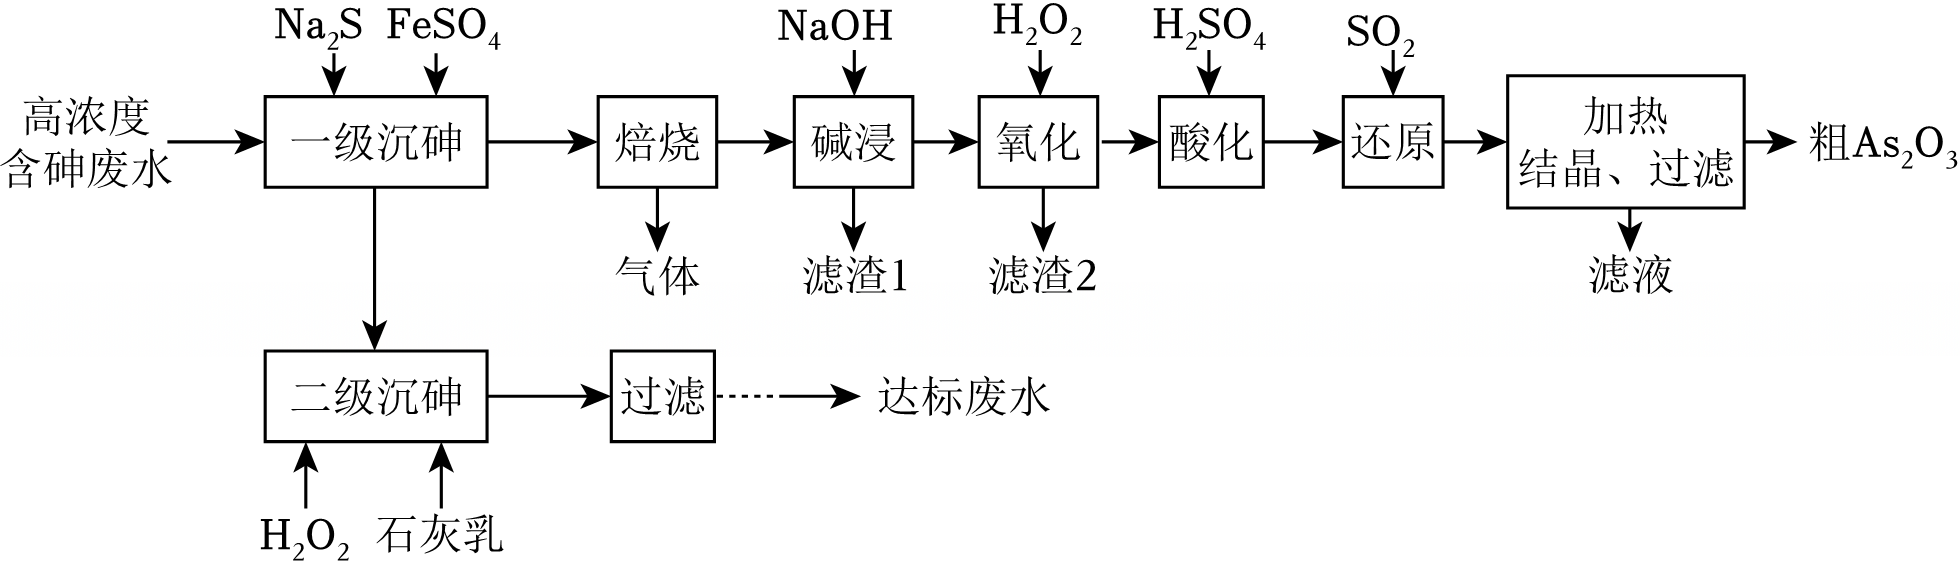 Na₂S FeSO₄ NaOH H₂O₂ H₂SO₄ SO₂
高浓度
含砷废水
一级沉砷
焙烧
碱浸
氧化
酸化
还原
加热
结晶、过滤
粗As₂O₃
气体
滤渣1
滤渣2
滤液
二级沉砷
过滤
达标废水
H₂O₂ 石灰乳